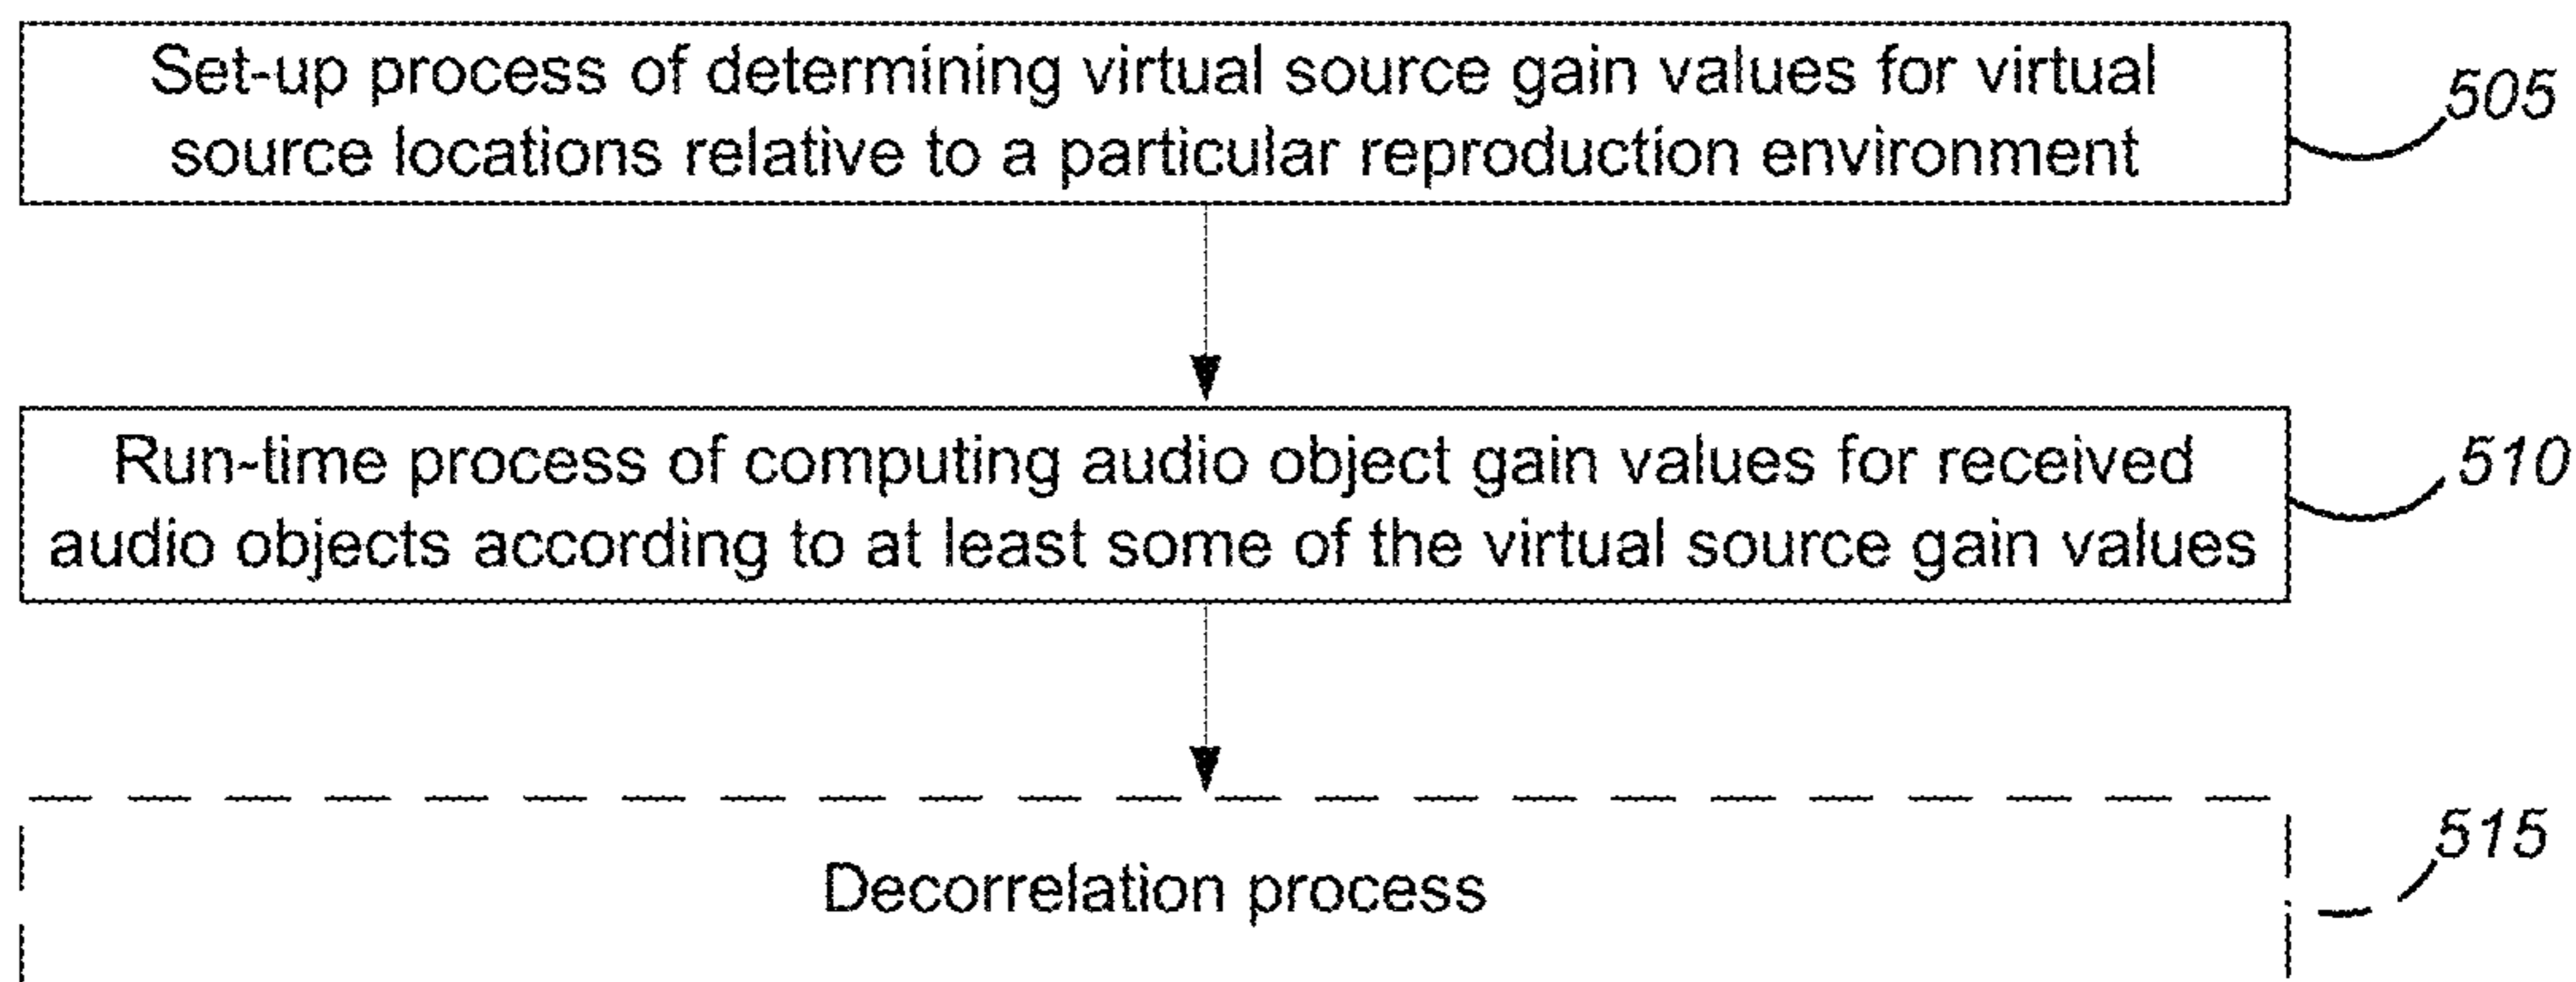 Set-up process of determining virtual source gain values for virtual
source locations relative to a particular reproduction environment
505
Run-time process of computing audio object gain values for received
audio objects according to at least some of the virtual source gain values
510
Decorrelation process
515